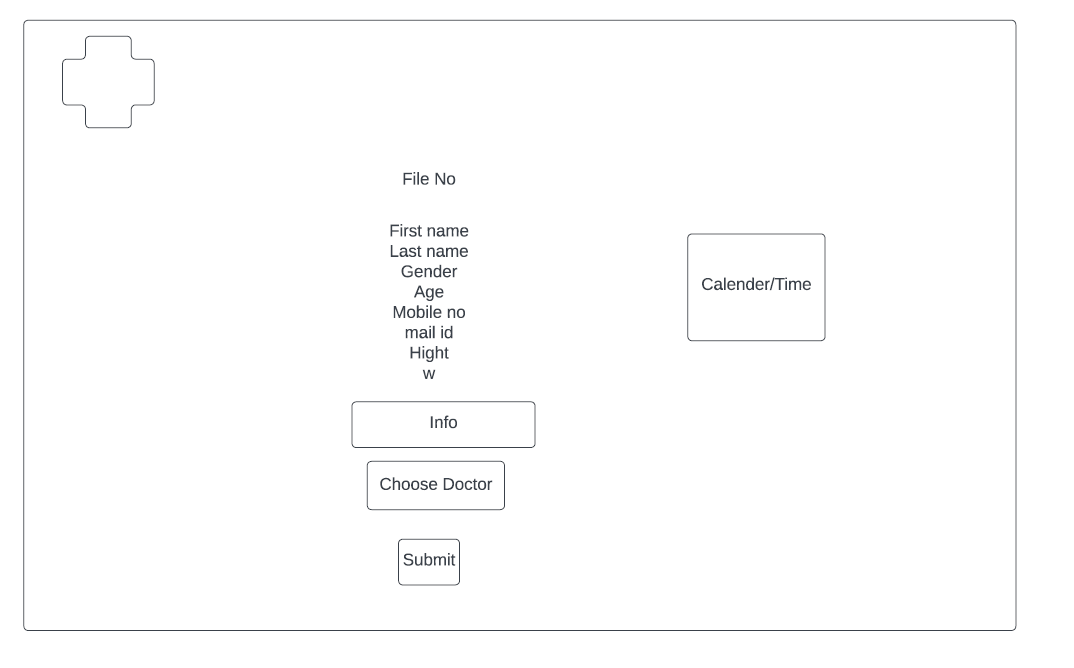 File No
First name
Last name
Gender
Age
Mobile no
mail id
Hight
w
Calender/Time
Info
Choose Doctor
Submit